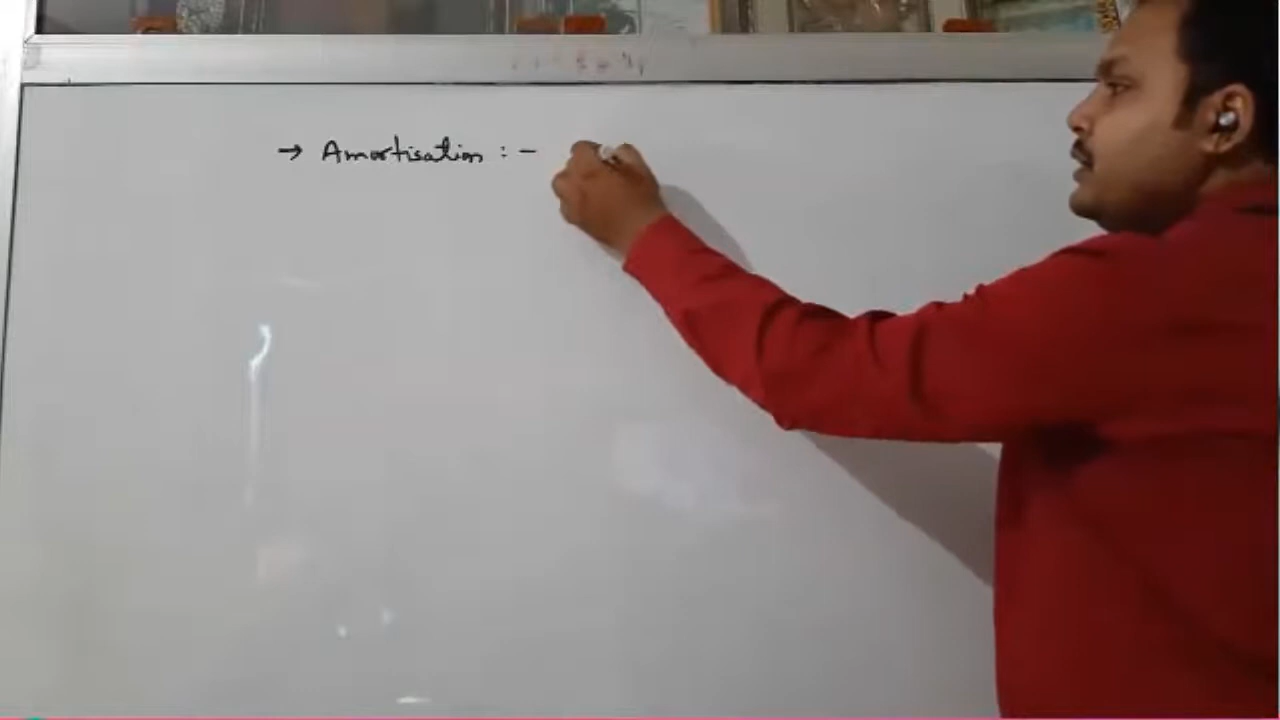 → Amortisation : -